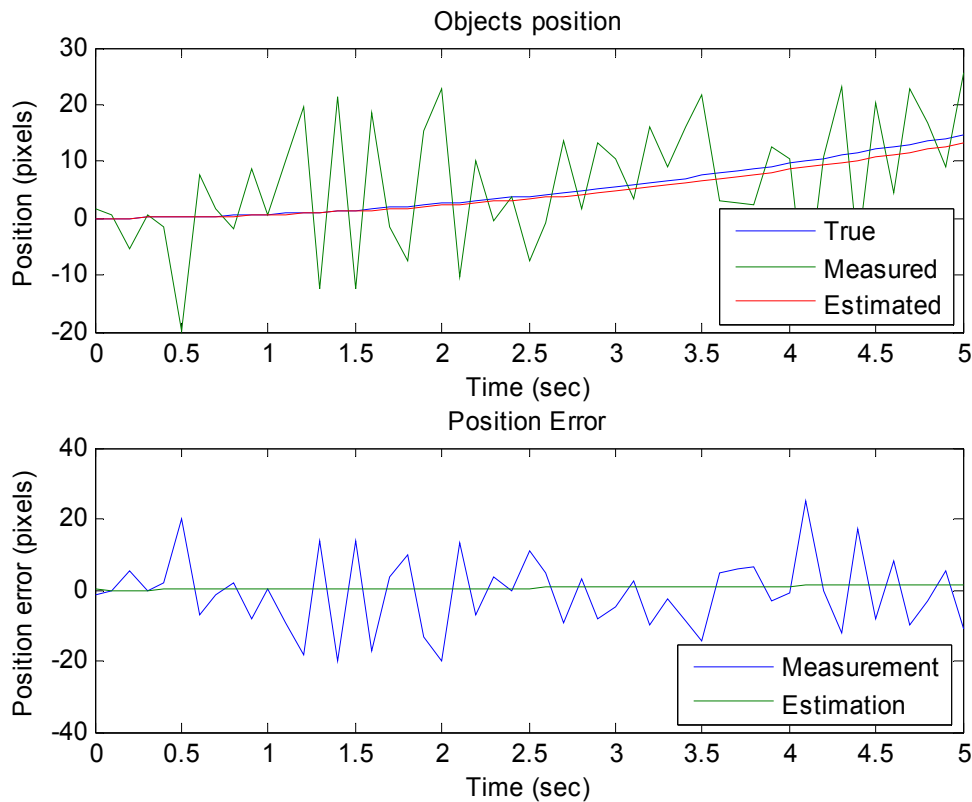 Objects position
Position (pixels)
30
20
10
0
-10
-20
0 0.5 1 1.5 2 2.5 3 3.5 4 4.5 5
Time (sec)
True
Measured
Estimated
Position Error
Position error (pixels)
40
20
0
-20
-40
0 0.5 1 1.5 2 2.5 3 3.5 4 4.5 5
Time (sec)
Measurement
Estimation